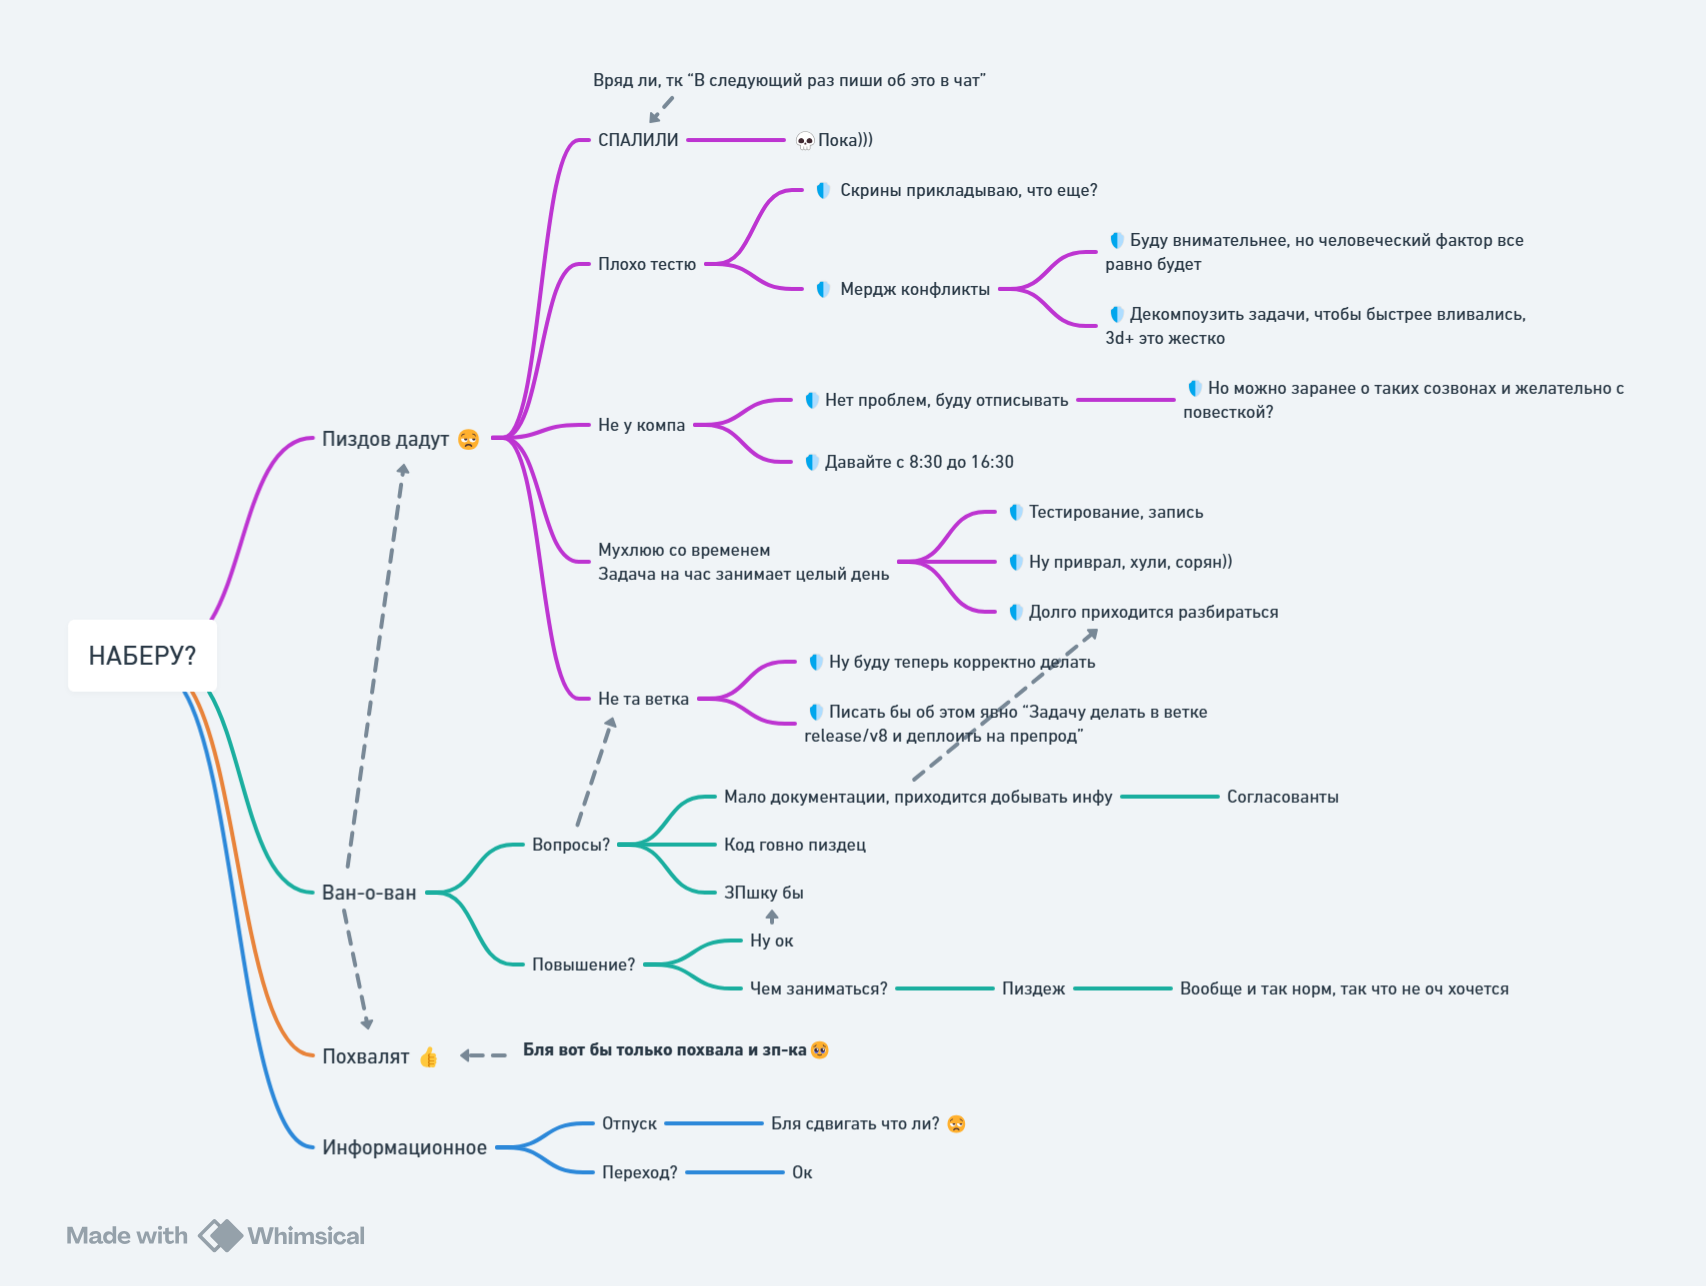 Вряд ли, тк “В следующий раз пиши об это в чат”
СПАЛИЛИ
💀Пока)))
Скрины прикладываю, что еще?
Плохо тестю
Мердж конфликты
Буду внимательнее, но человеческий фактор все
равно будет
Декомпоузить задачи, чтобы быстрее вливались,
3d+ это жестко
Не у компа
Нет проблем, буду отписывать
Но можно заранее о таких созвонах и желательно с
повесткой?
Давайте с 8:30 до 16:30
Пиздов дадут
Мухлюю со временем
Задача на час занимает целый день
Тестирование, запись
Ну приврал, хули, сорян))
Долго приходится разбираться
Не та ветка
Ну буду теперь корректно делать
Писать бы об этом явно “Задачу делать в ветке
release/v8 и деплоить на препрод”
НАБЕРУ?
Ван-о-ван
Вопросы?
Мало документации, приходится добывать инфу
Согласованты
Код говно пиздец
ЗПшку бы
Повышение?
Ну ок
Чем заниматься?
Пиздеж
Вообще и так норм, так что не оч хочется
Похвалят 👍
Бля вот бы только похвала и зп-ка
Информационное
Отпуск
Бля сдвигать что ли?
Переход?
Ок
Made with Whimsical